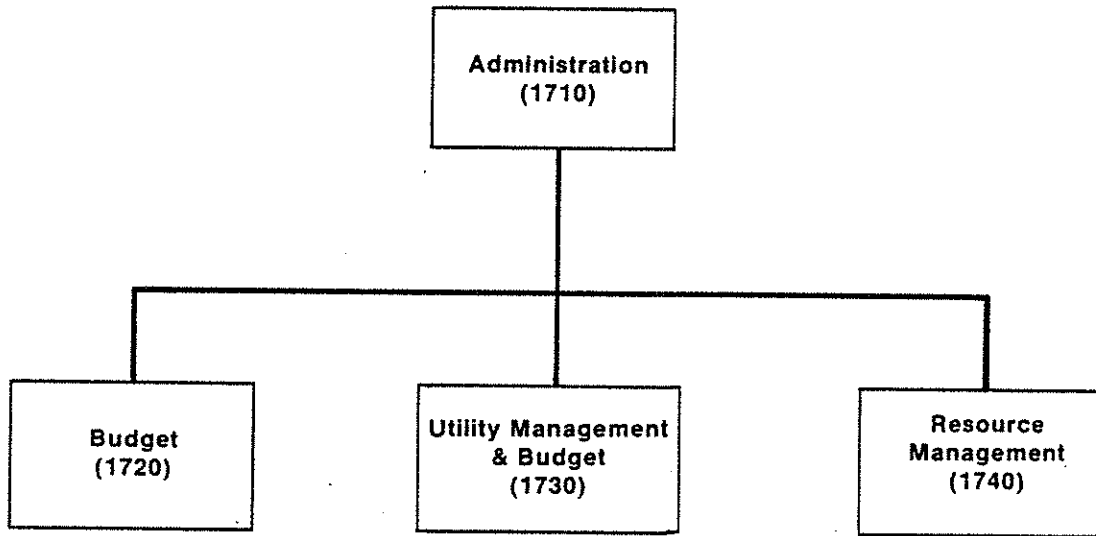 Administration
(1710)
Budget
(1720)
Utility Management
& Budget
(1730)
Resource
Management
(1740)